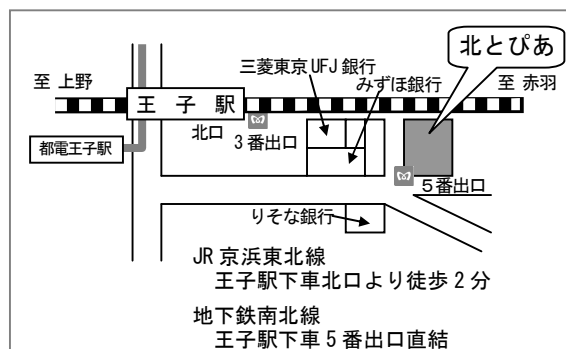 北とぴあ
三菱東京UFJ銀行
至 上野
みずほ銀行
至 赤羽
王子駅
北口
3番出口
都電王子駅
5番出口
りそな銀行
JR京浜東北線
王子駅下車北口より徒歩2分
地下鉄南北線
王子駅下車5番出口直結